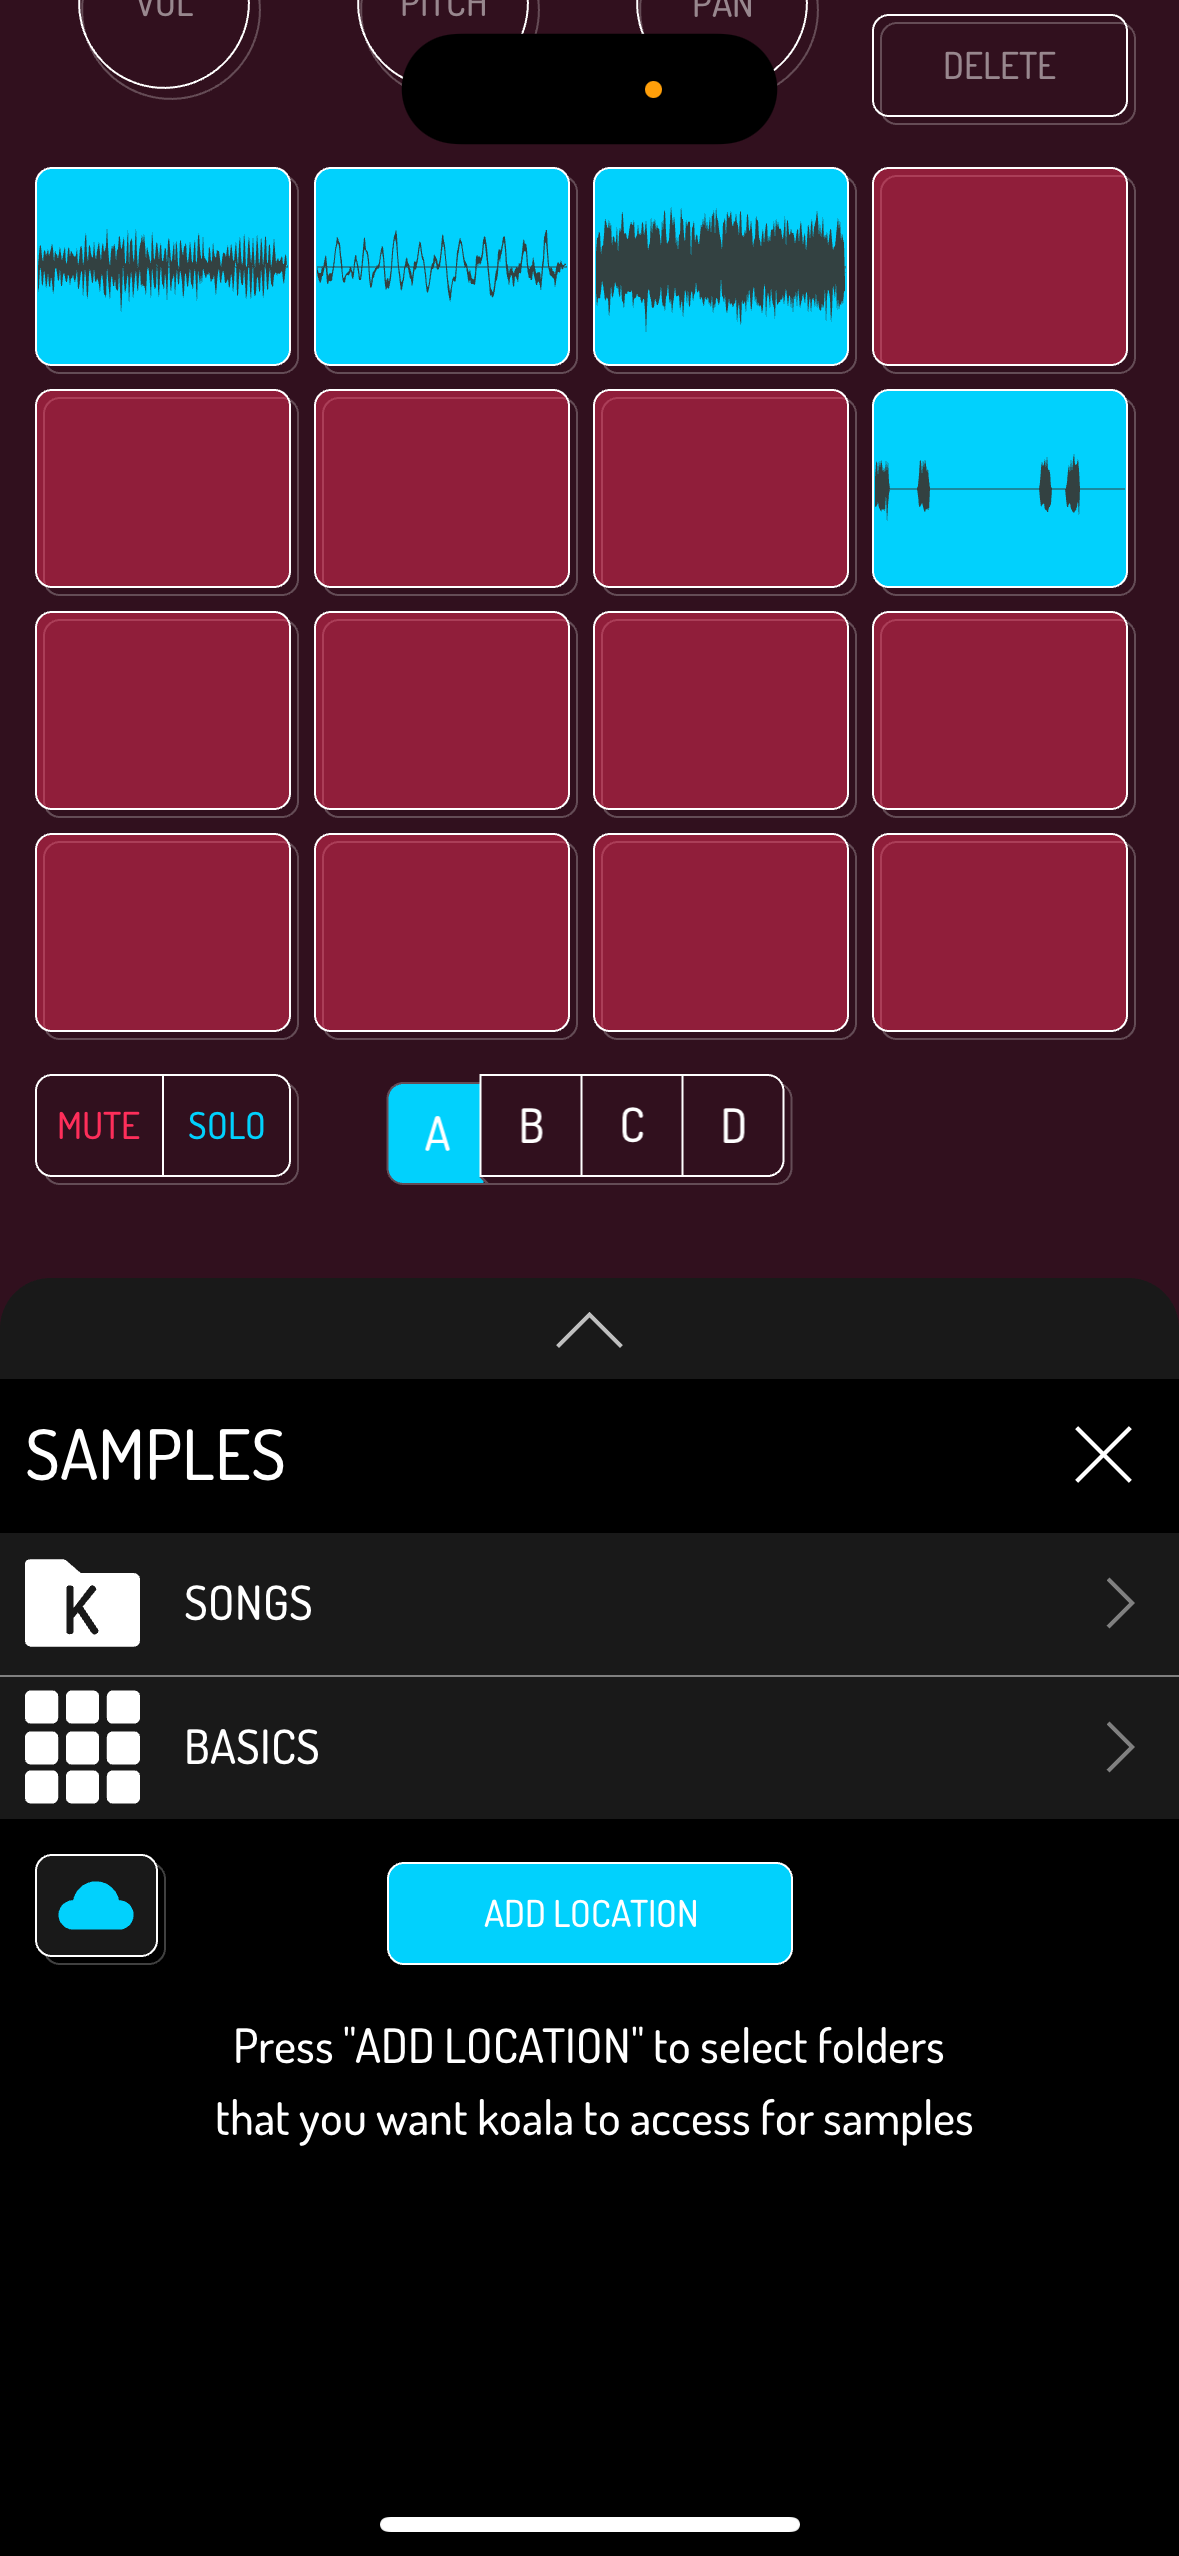 VOL
PITCH
PAN
DELETE
MUTE
SOLO
A
B
C
D
SAMPLES
K
SONGS
BASICS
ADD LOCATION
Press "ADD LOCATION" to select folders
that you want koala to access for samples